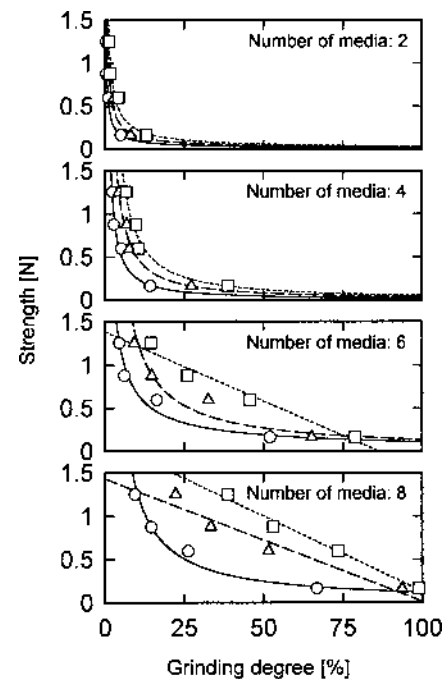 1.5
1
0.5
0
Number of media: 2
1.5
1
0.5
0
Number of media: 4
Strength [N]
1.5
1
0.5
0
Number of media: 6
1.5
1
0.5
0
Number of media: 8
0 25 50 75 100
Grinding degree [%]